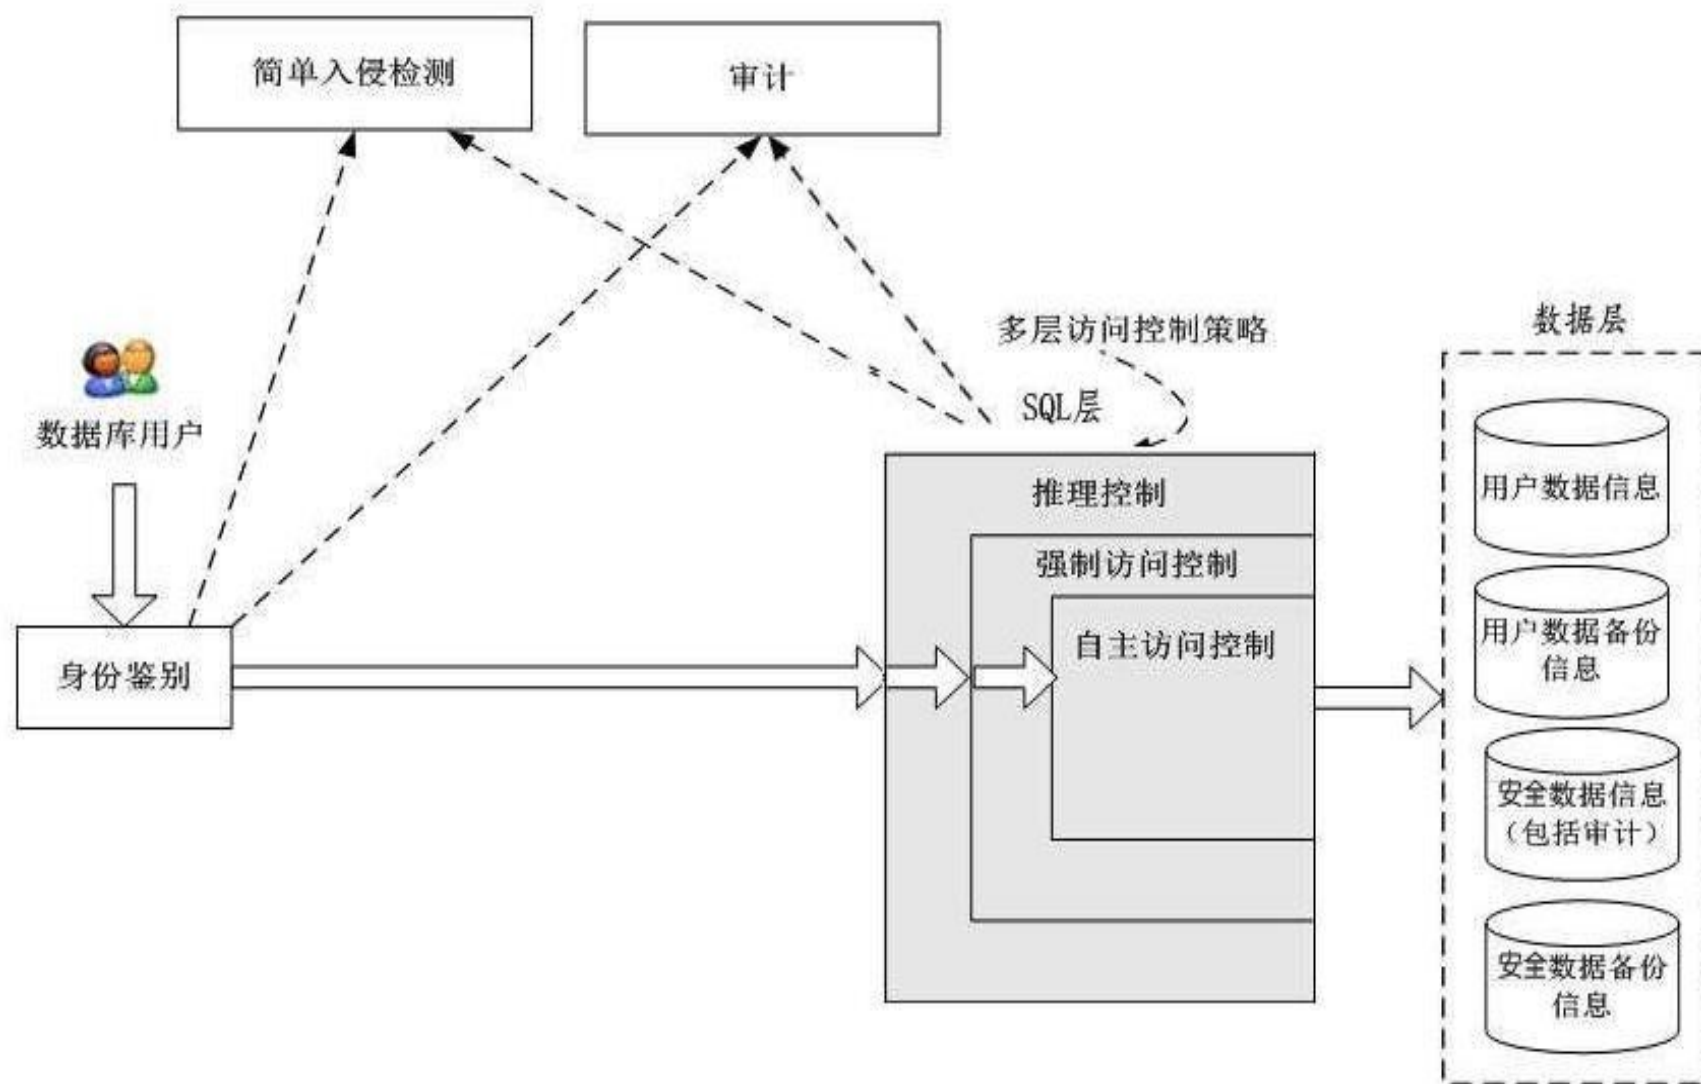 简单入侵检测
审计
多层访问控制策略
数据层
SQL层
数据库用户
推理控制
用户数据信息
强制访问控制
自主访问控制
用户数据备份
信息
身份鉴别
安全数据信息
（包括审计）
安全数据备份
信息